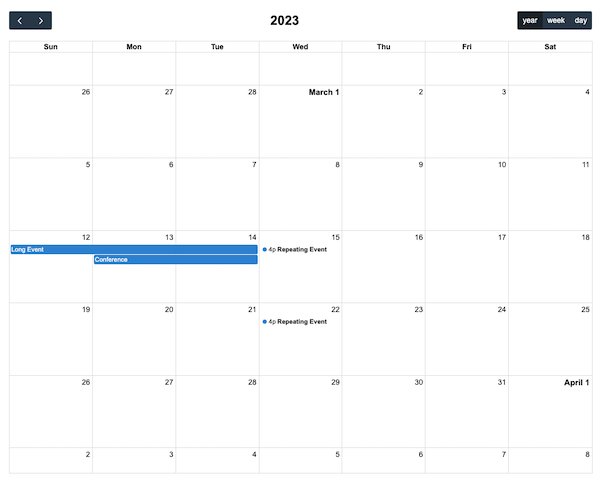 2023
year week day
Sun Mon Tue Wed Thu Fri Sat
26 27 28 March 1 2 3 4
5 6 7 8 9 10 11
12 13 14 15 16 17 18
Long Event 4p Repeating Event
Conference
19 20 21 22 23 24 25
4p Repeating Event
26 27 28 29 30 31 April 1
2 3 4 5 6 7 8